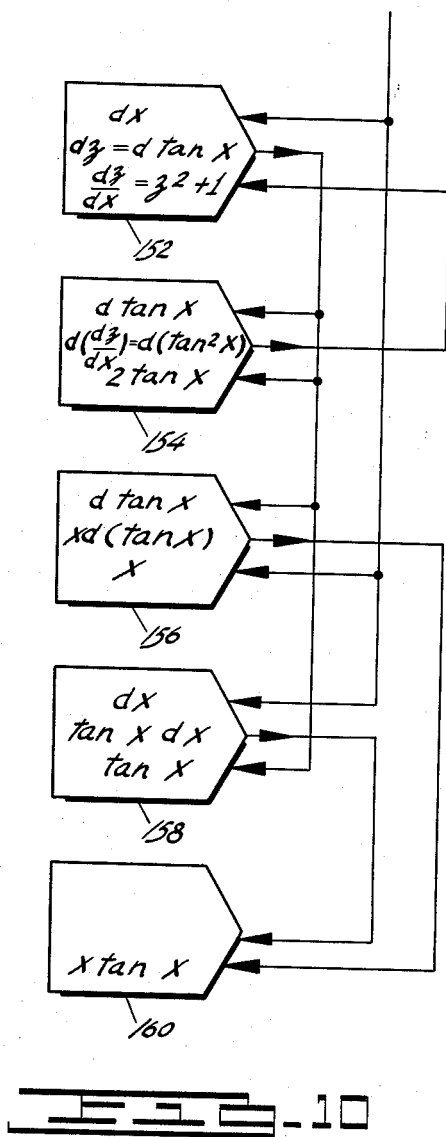 dx
dz = d tan x
dz/dx = z² + 1
152
d tan x
d(dz/dx) = d(tan² x)
2 tan x
154
d tan x
xd (tan x)
x
156
dx
tan x dx
tan x
158
x tan x
160
10